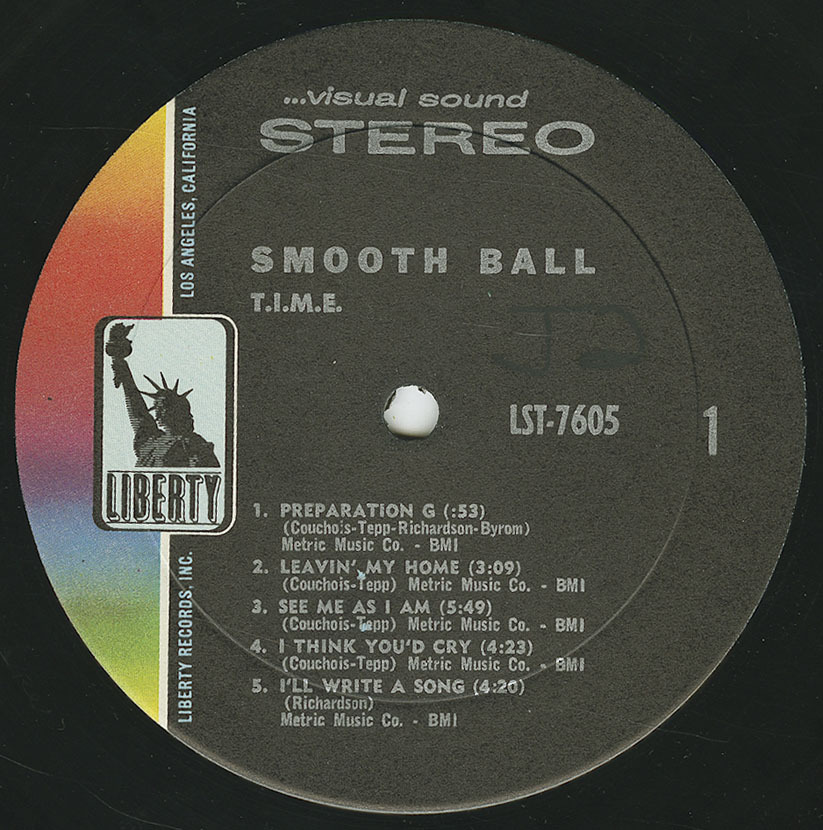 ...visual sound
STEREO
LOS ANGELES, CALIFORNIA
SMOOTH BALL
T.I.M.E.
JD
LST-7605
1
LIBERTY
LIBERTY RECORDS, INC.
1. PREPARATION G (:53)
(Couchois-Tepp-Richardson-Byrom)
Metric Music Co. - BMI
2. LEAVIN' MY HOME (3:09)
(Couchois-Tepp) Metric Music Co. - BMI
3. SEE ME AS I AM (5:49)
(Couchois-Tepp) Metric Music Co. - BMI
4. I THINK YOU'D CRY (4:23)
(Couchois-Tepp) Metric Music Co. - BMI
5. I'LL WRITE A SONG (4:20)
(Richardson)
Metric Music Co. - BMI